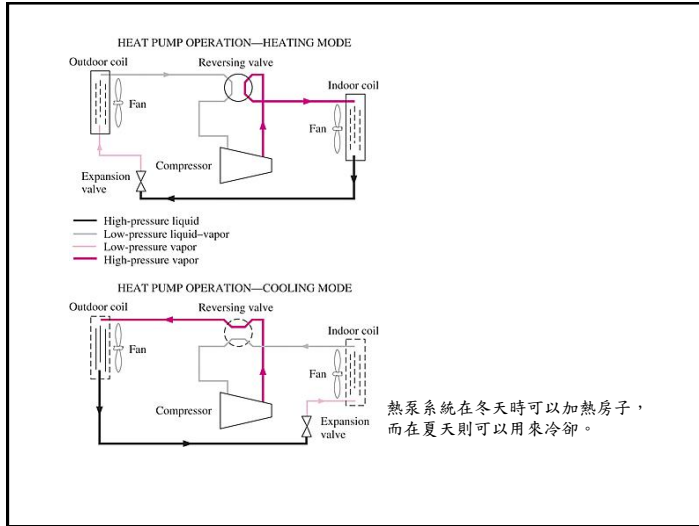 HEAT PUMP OPERATION—HEATING MODE
Outdoor coil
Reversing valve
Indoor coil
Fan
Fan
Compressor
Expansion
valve
High-pressure liquid
Low-pressure liquid–vapor
Low-pressure vapor
High-pressure vapor
HEAT PUMP OPERATION—COOLING MODE
Outdoor coil
Reversing valve
Indoor coil
Fan
Fan
Compressor
Expansion
valve
熱泵系統在冬天時可以加熱房子，
而在夏天則可以用來冷卻。